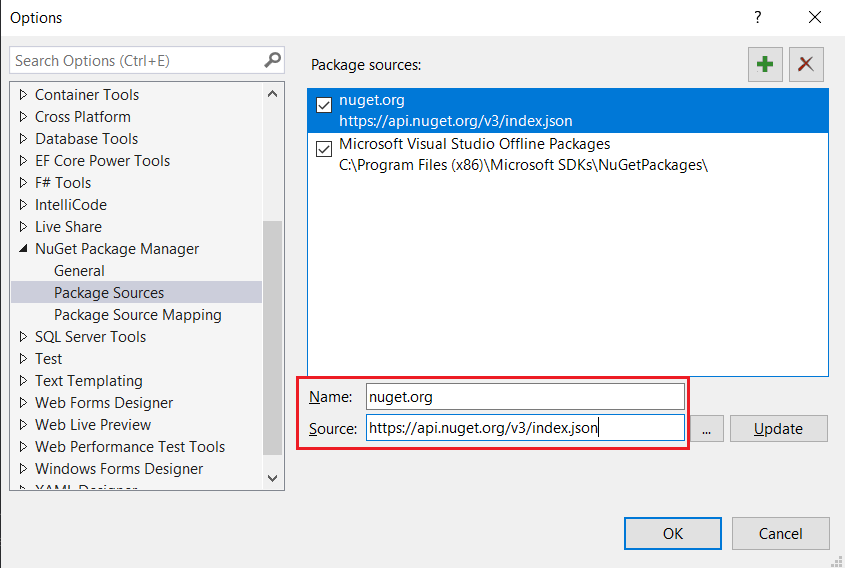 Options
?
Search Options (Ctrl+E)
Container Tools
Cross Platform
Database Tools
EF Core Power Tools
F# Tools
IntelliCode
Live Share
NuGet Package Manager
General
Package Sources
Package Source Mapping
SQL Server Tools
Test
Text Templating
Web Forms Designer
Web Live Preview
Web Performance Test Tools
Windows Forms Designer
XAML Designer
Package sources:
nuget.org
https://api.nuget.org/v3/index.json
Microsoft Visual Studio Offline Packages
C:\Program Files (x86)\Microsoft SDKs\NuGetPackages\
Name: nuget.org
Source: https://api.nuget.org/v3/index.json
... Update
OK Cancel